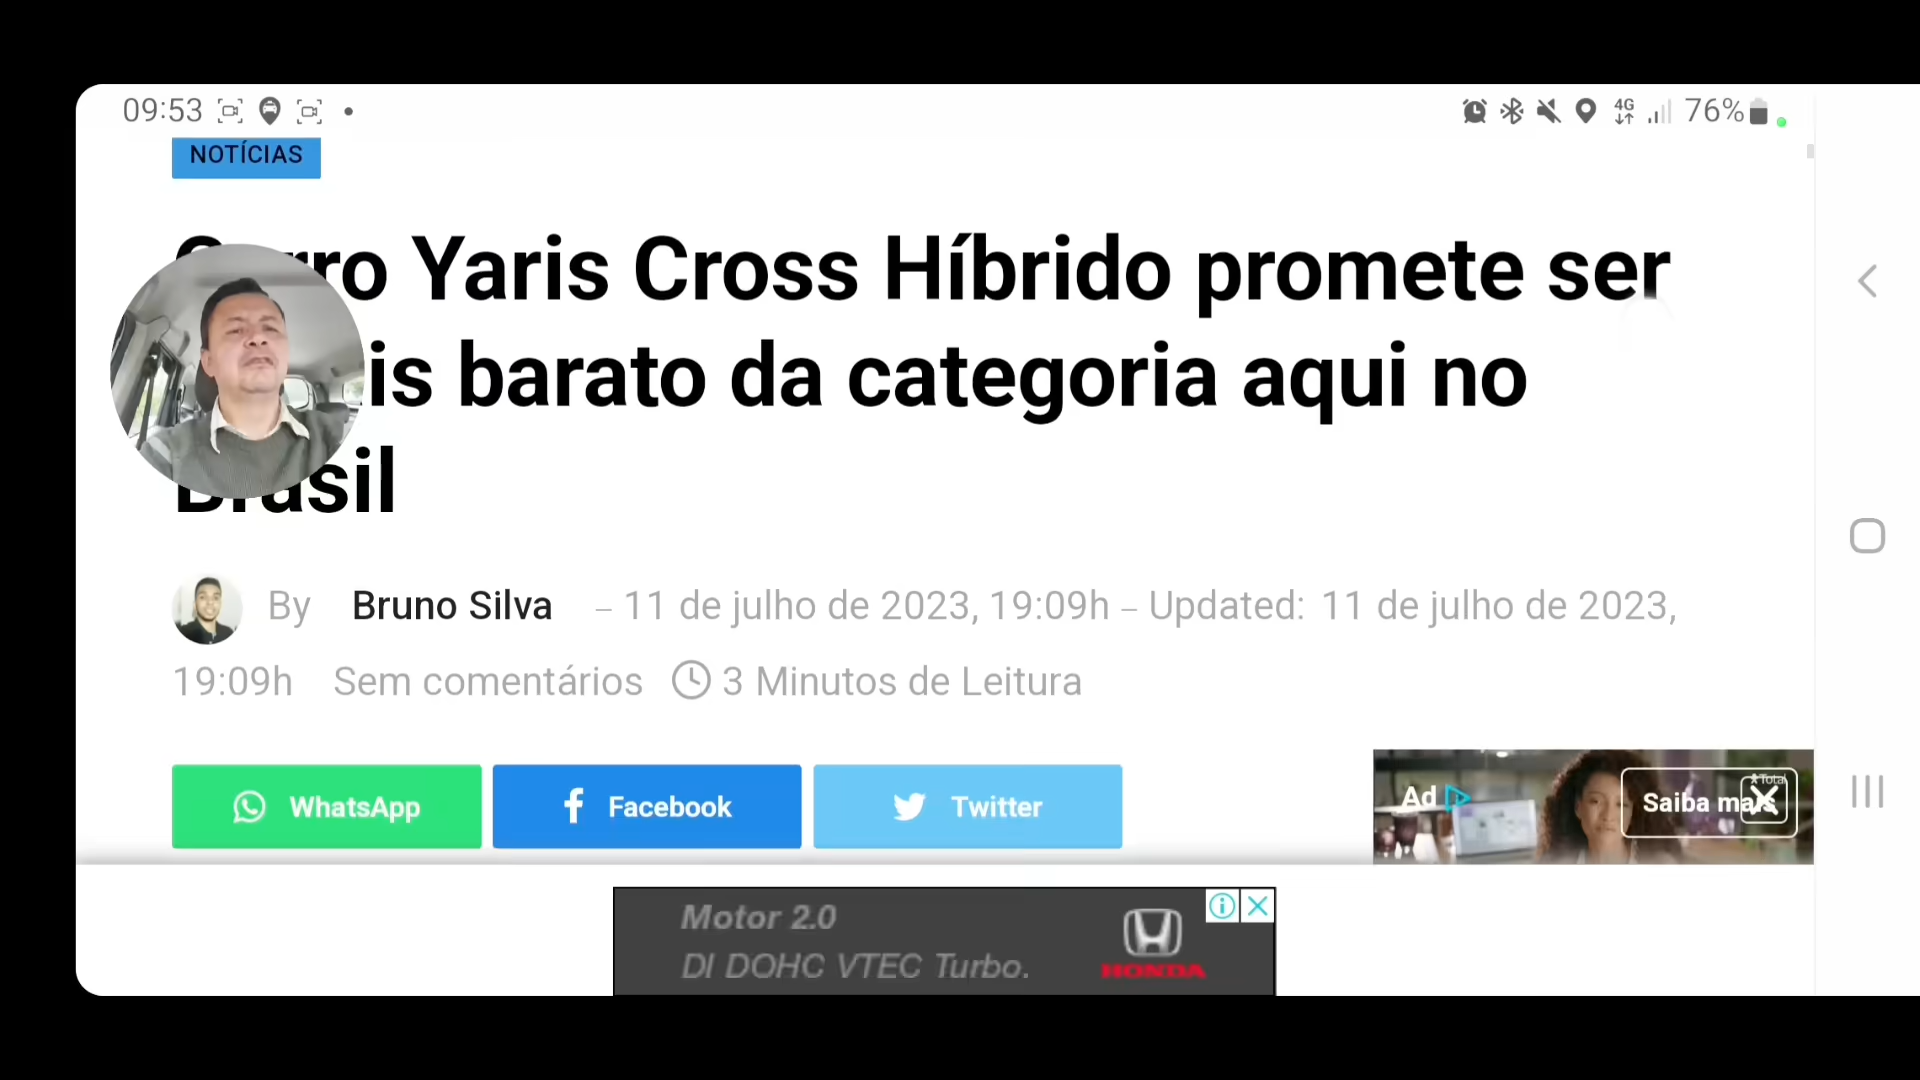 09:53 4G 76%
NOTÍCIAS
Yaris Cross Híbrido promete ser
barato da categoria aqui no
Brasil
By Bruno Silva – 11 de julho de 2023, 19:09h – Updated: 11 de julho de 2023,
19:09h Sem comentários 3 Minutos de Leitura
WhatsApp Facebook Twitter
Ad Saiba mais
Motor 2.0
DI DOHC VTEC Turbo.
HONDA